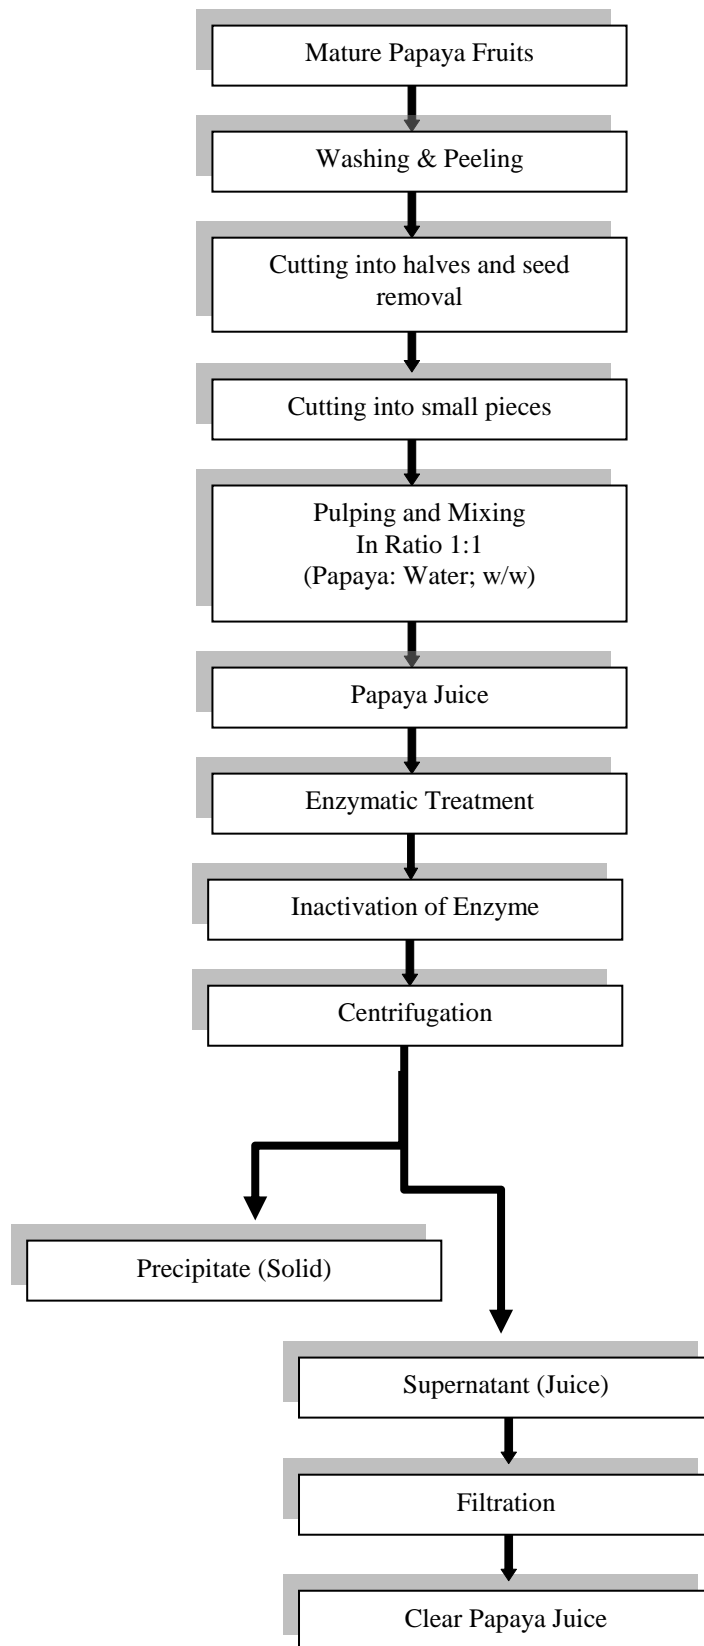 Mature Papaya Fruits
Washing & Peeling
Cutting into halves and seed
removal
Cutting into small pieces
Pulping and Mixing
In Ratio 1:1
(Papaya: Water; w/w)
Papaya Juice
Enzymatic Treatment
Inactivation of Enzyme
Centrifugation
Precipitate (Solid)
Supernatant (Juice)
Filtration
Clear Papaya Juice